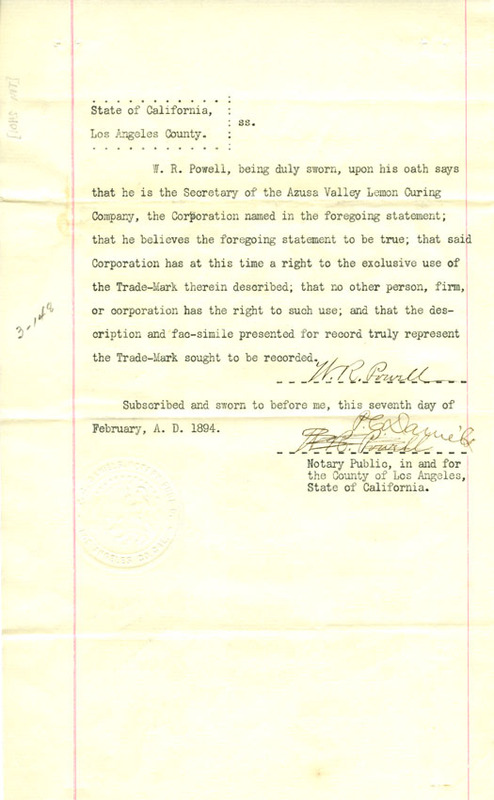 State of California, :
: ss.
Los Angeles County. :
W. R. Powell, being duly sworn, upon his oath says
that he is the Secretary of the Azusa Valley Lemon Curing
Company, the Corporation named in the foregoing statement;
that he believes the foregoing statement to be true; that said
Corporation has at this time a right to the exclusive use of
the Trade-Mark therein described; that no other person, firm,
or corporation has the right to such use; and that the des-
cription and fac-simile presented for record truly represent
the Trade-Mark sought to be recorded.
W. R. Powell
3-148
Subscribed and sworn to before me, this seventh day of
February, A. D. 1894.
W. R. Powell
Notary Public, in and for
the County of Los Angeles,
State of California.